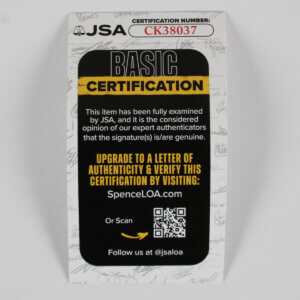 JSA CERTIFICATION NUMBER:
CK38037
BASIC
CERTIFICATION
This item has been fully examined
by JSA, and it is the considered
opinion of our expert authenticators
that the signature(s) is/are genuine.
UPGRADE TO A LETTER OF
AUTHENTICITY & VERIFY THIS
CERTIFICATION BY VISITING:
SpenceLOA.com
Or Scan
Follow us at @jsaloa